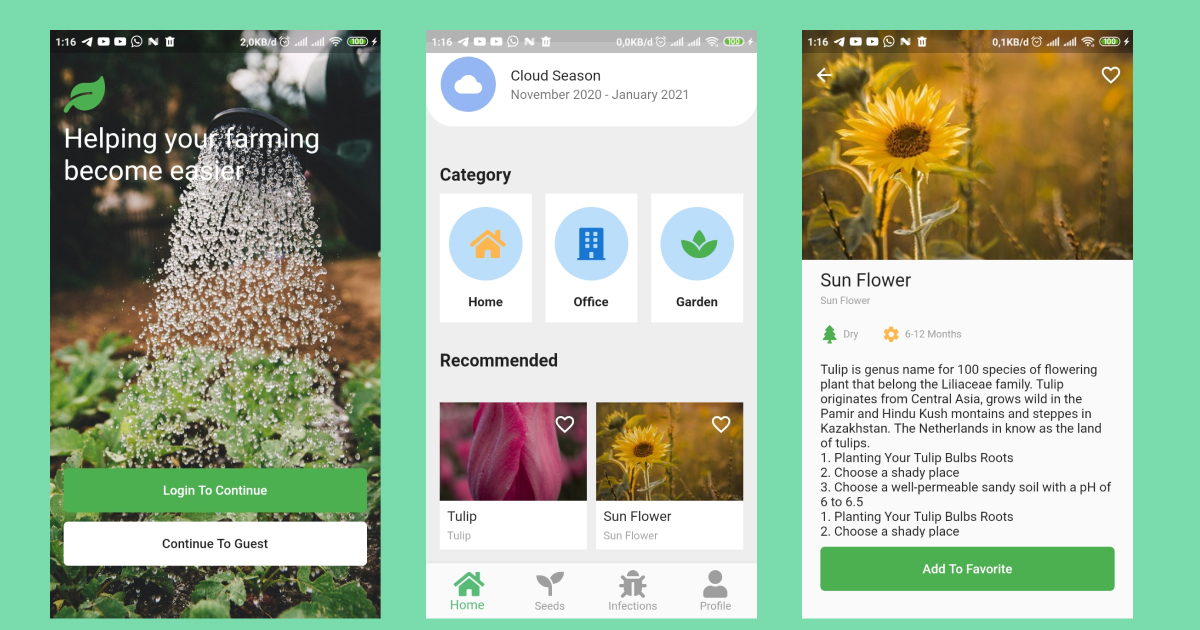 1:16
2,0KB/d
100
Helping your farming
become easier
Login To Continue
Continue To Guest
1:16
0,0KB/d
100
Cloud Season
November 2020 - January 2021
Category
Home
Office
Garden
Recommended
Tulip
Tulip
Sun Flower
Sun Flower
Home
Seeds
Infections
Profile
1:16
0,1KB/d
100
Sun Flower
Sun Flower
Dry
6-12 Months
Tulip is genus name for 100 species of flowering
plant that belong the Liliaceae family. Tulip
originates from Central Asia, grows wild in the
Pamir and Hindu Kush montains and steppes in
Kazakhstan. The Netherlands in know as the land
of tulips.
1. Planting Your Tulip Bulbs Roots
2. Choose a shady place
3. Choose a well-permeable sandy soil with a pH of
6 to 6.5
1. Planting Your Tulip Bulbs Roots
2. Choose a shady place
Add To Favorite